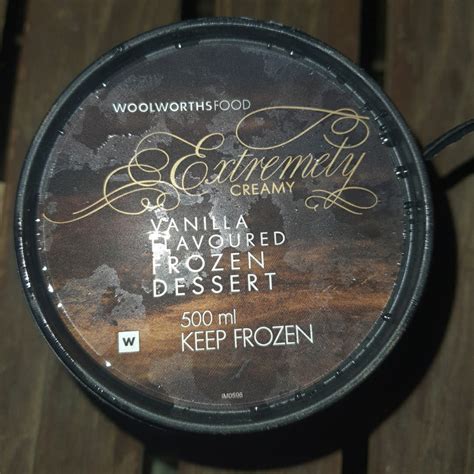 WOOLWORTHSFOOD
Extremely
CREAMY
VANILLA
FLAVOURED
FROZEN
DESSERT
500 ml
KEEP FROZEN
W